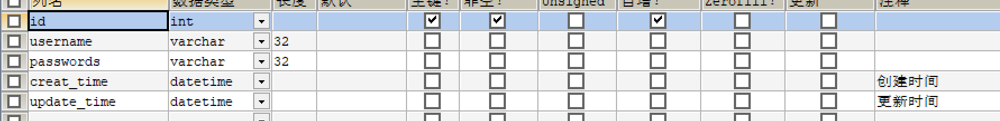 列名 数据类型 长度 默认 主键? 非空? Unsigned 自增? Zerofill? 更新 注释
id int
username varchar 32
passwords varchar 32
creat_time datetime 创建时间
update_time datetime 更新时间